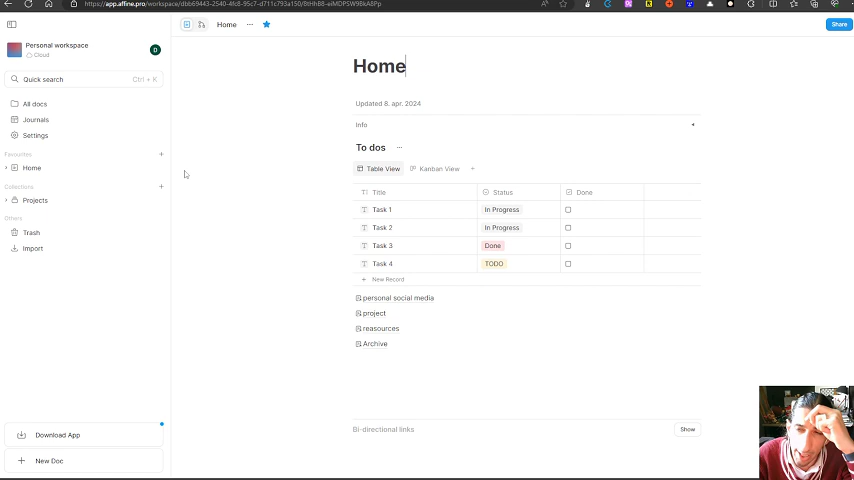 Home
Share
Personal workspace
Cloud
D
Quick search
Ctrl + K
All docs
Journals
Settings
Favourites
Home
Collections
Projects
Others
Trash
Import
Download App
New Doc
Home
Updated 8. apr. 2024
Info
To dos
Table View
Kanban View
Title
Status
Done
Task 1
In Progress
Task 2
In Progress
Task 3
Done
Task 4
TODO
New Record
personal social media
project
reasources
Archive
Bi-directional links
Show